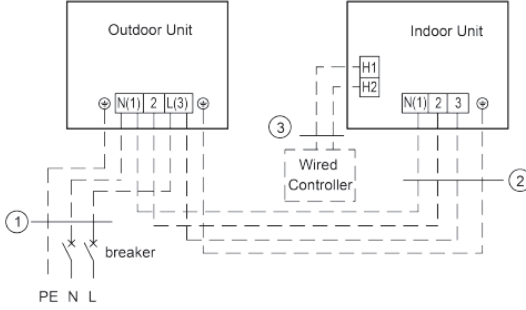 Outdoor Unit
Indoor Unit
H1
H2
N(1) 2 L(3)
N(1) 2 3
3
Wired
Controller
2
1
breaker
PE N L